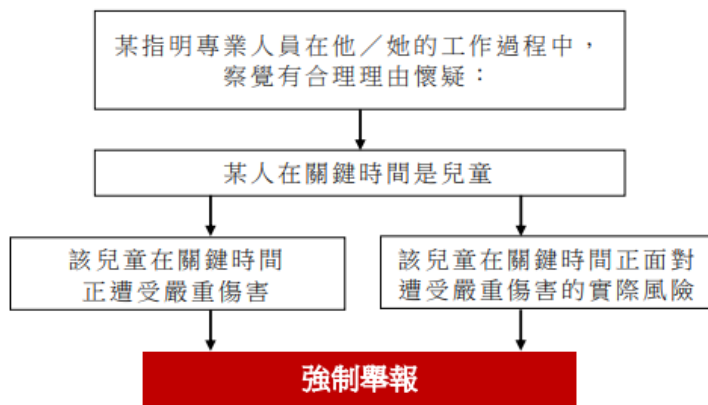 某指明專業人員在他／她的工作過程中，
察覺有合理理由懷疑：
某人在關鍵時間是兒童
該兒童在關鍵時間
正遭受嚴重傷害
該兒童在關鍵時間正面對
遭受嚴重傷害的實際風險
強制舉報